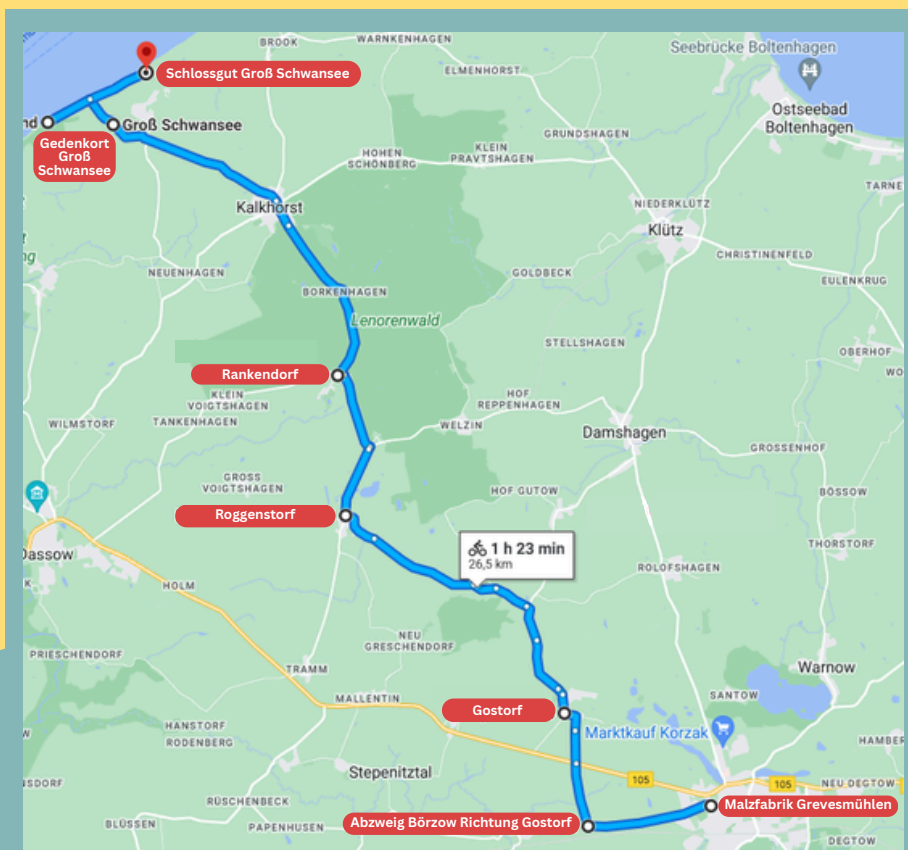 BROOK
WARNKENHAGEN
Seebrücke Boltenhagen
Schlossgut Groß Schwansee
ELMENHORST
Ostseebad
Boltenhagen
nd
Groß Schwansee
Gedenkort
Groß
Schwansee
GRUNDSHAGEN
HOHEN
SCHÖNBERG
KLEIN
PRAVTSHAGEN
TARNE
Kalkhorst
NIEDERKLÜTZ
Klütz
ng
CHRISTINENFELD
NEUENHAGEN
GOLDBECK
EULENKRUG
BORKENHAGEN
Lenorenwald
STELLSHAGEN
OBERHOF
WO
Rankendorf
KLEIN
VOIGTSHAGEN
HOF
REPPENHAGEN
WILMSTORF
TANKENHAGEN
WELZIN
Damshagen
GROSSENHOF
GROSS
VOIGTSHAGEN
HOF GUTOW
BÖSSOW
Roggenstorf
Dassow
1 h 23 min
26,5 km
THORSTORF
K
HOLM
ROLOFSHAGEN
NEU
GRESCHENDORF
PRIESCHENDORF
TRAMM
Warnow
SANTOW
MALLENTIN
Gostorf
HANSTORF
Marktkauf Korzak
RODENBERG
W
HAMBER
Stepenitztal
105
105
NEU DEGTOW
NSDORF
RÜSCHENBECK
Malzfabrik Grevesmühlen
BLÜSSEN
PAPENHUSEN
Abzweig Börzow Richtung Gostorf
DEGTOW